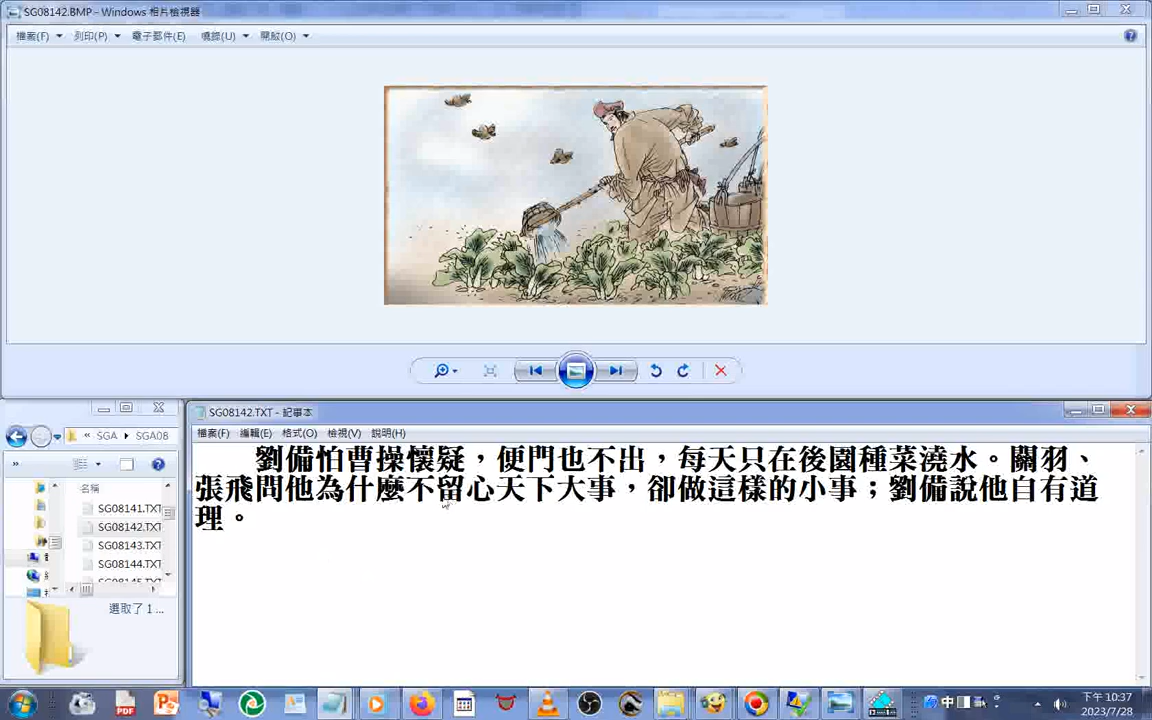 SG08142.BMP - Windows 相片檢視器
檔案(F) 列印(P) 電子郵件(E) 燒錄(U) 開啟(O)
SGA SGA08
名稱
SG08141.TXT
SG08142.TXT
SG08143.TXT
SG08144.TXT
選取了 1 ...
SG08142.TXT - 記事本
檔案(F) 編輯(E) 格式(O) 檢視(V) 說明(H)
劉備怕曹操懷疑，便門也不出，每天只在後園種菜澆水。關羽、
張飛問他為什麼不留心天下大事，卻做這樣的小事；劉備說他自有道
理。
中
下午 10:37
2023/7/28